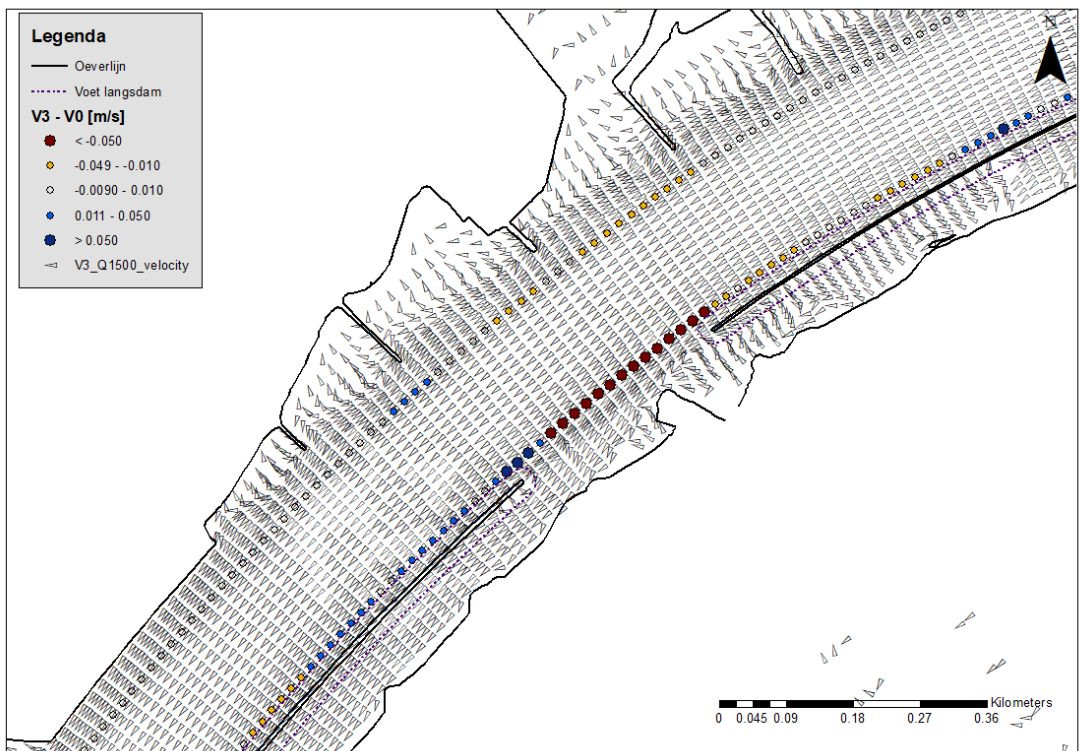 Legenda
Oeverlijn
Voet langsdam
V3 - V0 [m/s]
< -0.050
-0.049 - -0.010
-0.0090 - 0.010
0.011 - 0.050
> 0.050
V3_Q1500_velocity
N
Kilometers
0 0.045 0.09 0.18 0.27 0.36